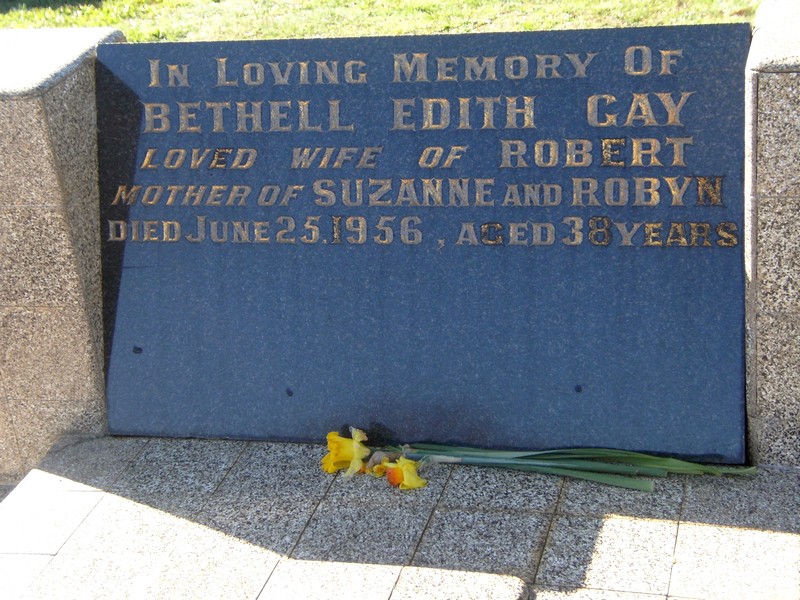 IN LOVING MEMORY OF
BETHELL EDITH GAY
LOVED WIFE OF ROBERT
MOTHER OF SUZANNE AND ROBYN
DIED JUNE 25. 1956, AGED 38 YEARS